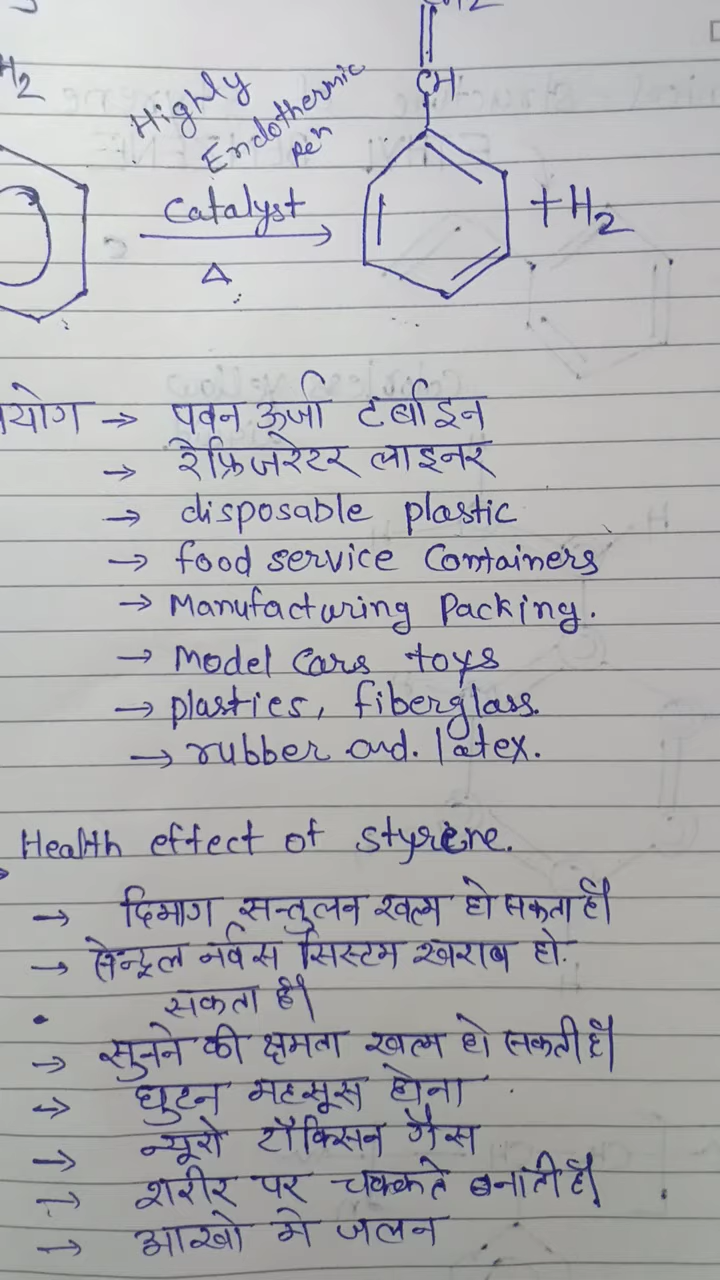 H2
CH
Highly
Endothermic
Catalyst
Δ
+H2
योग → पवन ऊर्जा टर्बाइन
→ रेफ्रिजरेटर लाइनर
→ disposable plastic
→ food service Containers
→ Manufacturing Packing.
→ Model Cars toys
→ plastics, fiberglass.
→ rubber and. latex.
Health effect of styrene.
→ दिमाग सन्तुलन खत्म हो सकता है।
→ सेन्ट्रल नर्वस सिस्टम खराब हो.
सकता है।
→ सुनने की क्षमता खत्म हो सकती है।
→ घुटन महसूस होना
→ न्यूरो टॉक्सिन गैस
→ शरीर पर चकत्ते बनाती है।
→ आखो मे जलन